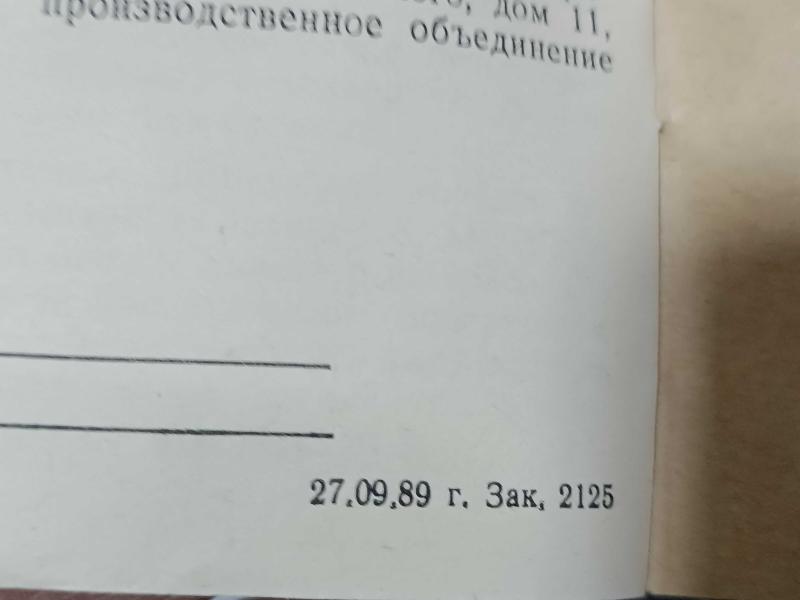 дом 11,
производственное объединение
27.09.89 г. Зак. 2125